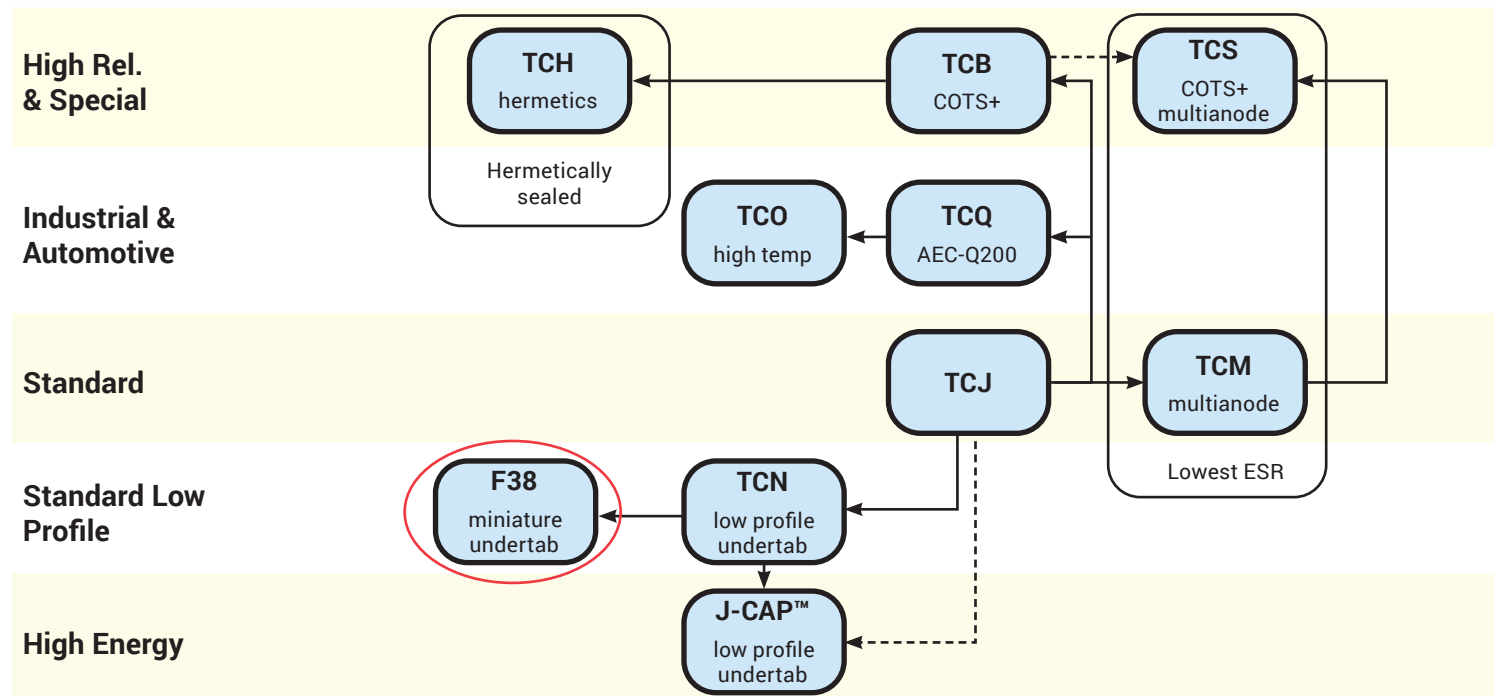 High Rel.
& Special
TCH
hermetics
Hermetically
sealed
TCB
COTS+
TCS
COTS+
multianode
Industrial &
Automotive
TCO
high temp
TCQ
AEC-Q200
Standard
TCJ
TCM
multianode
Lowest ESR
Standard Low
Profile
F38
miniature
undertab
TCN
low profile
undertab
High Energy
J-CAP™
low profile
undertab